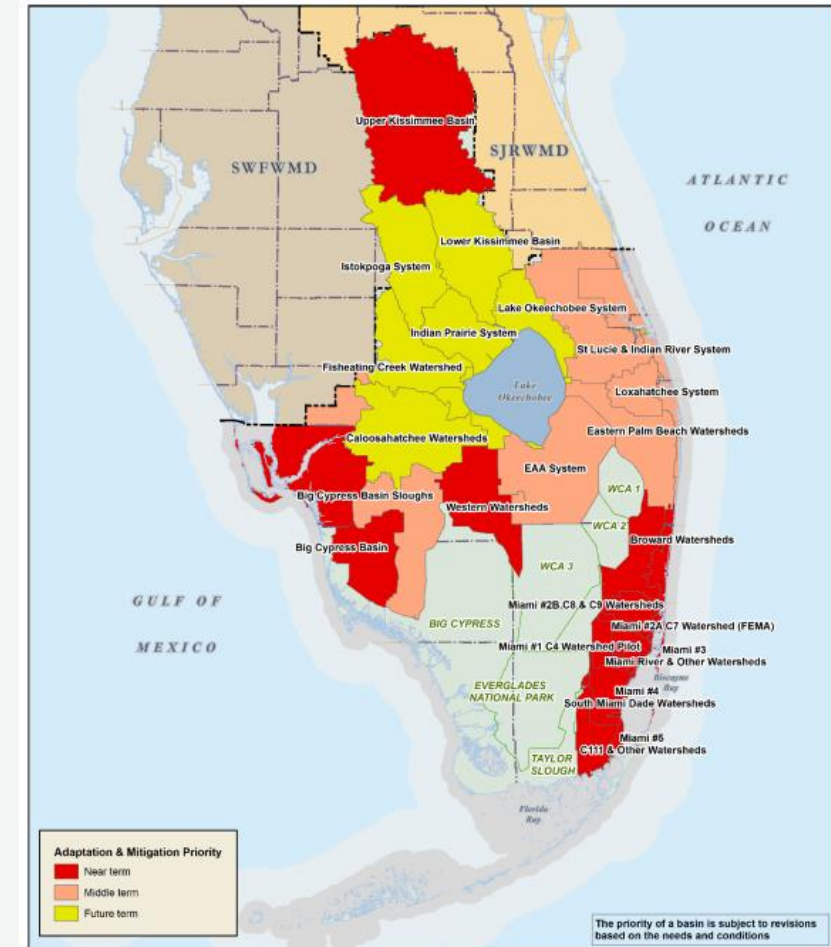 Upper Kissimmee Basin
SWFWMD
SJRWMD
ATLANTIC
OCEAN
Lower Kissimmee Basin
Istokpoga System
Lake Okeechobee System
Indian Prairie System
St Lucie & Indian River System
Fisheating Creek Watershed
Lake
Okeechobee
Loxahatchee System
Eastern Palm Beach Watersheds
Caloosahatchee Watersheds
EAA System
WCA 1
Big Cypress Basin Sloughs
Western Watersheds
WCA 2
Broward Watersheds
Big Cypress Basin
WCA 3
GULF OF
MEXICO
Miami #2B C8 & C9 Watersheds
BIG CYPRESS
Miami #2A C7 Watershed (FEMA)
Miami #1 C4 Watershed Pilot
Miami #3
Miami River & Other Watersheds
Biscayne
Bay
EVERGLADES
NATIONAL PARK
Miami #4
South Miami Dade Watersheds
Miami #5
C111 & Other Watersheds
TAYLOR
SLOUGH
Florida
Bay
Adaptation & Mitigation Priority
Near term
Middle term
Future term
The priority of a basin is subject to revisions
based on the needs and conditions